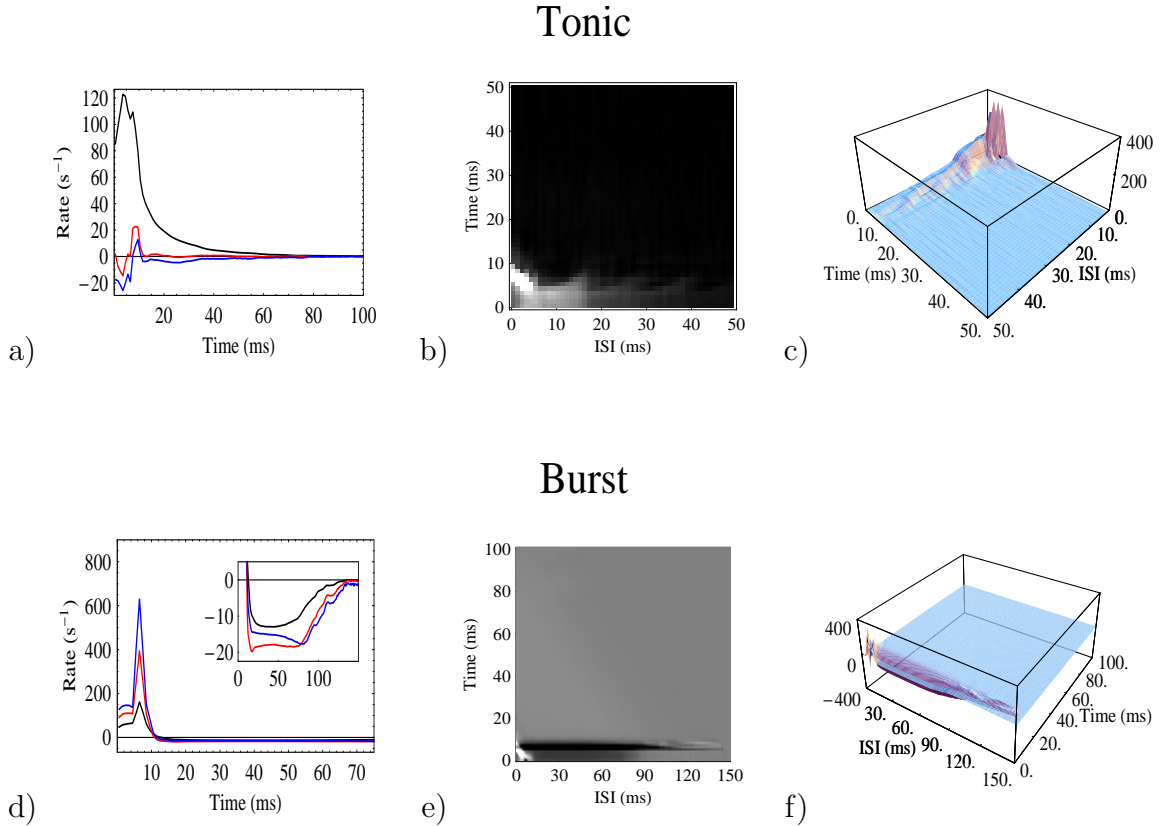 Tonic
120
100
80
60
40
20
0
−20
Rate (s⁻¹)
0 20 40 60 80 100
Time (ms)
a)
50
40
30
20
10
0
Time (ms)
0 10 20 30 40 50
ISI (ms)
b)
400
200
0.
0.
10.
10.
20.
20.
Time (ms)
30.
30.
ISI (ms)
40.
40.
50. 50.
c)
Burst
800
600
400
200
0
Rate (s⁻¹)
0
−10
−20
0 50 100
10 20 30 40 50 60 70
Time (ms)
d)
100
80
60
40
20
0
Time (ms)
0 30 60 90 120 150
ISI (ms)
e)
400
0
−400
30.
60.
ISI (ms)
90.
120.
150.
0.
20.
40.
Time (ms)
60.
80.
100.
f)